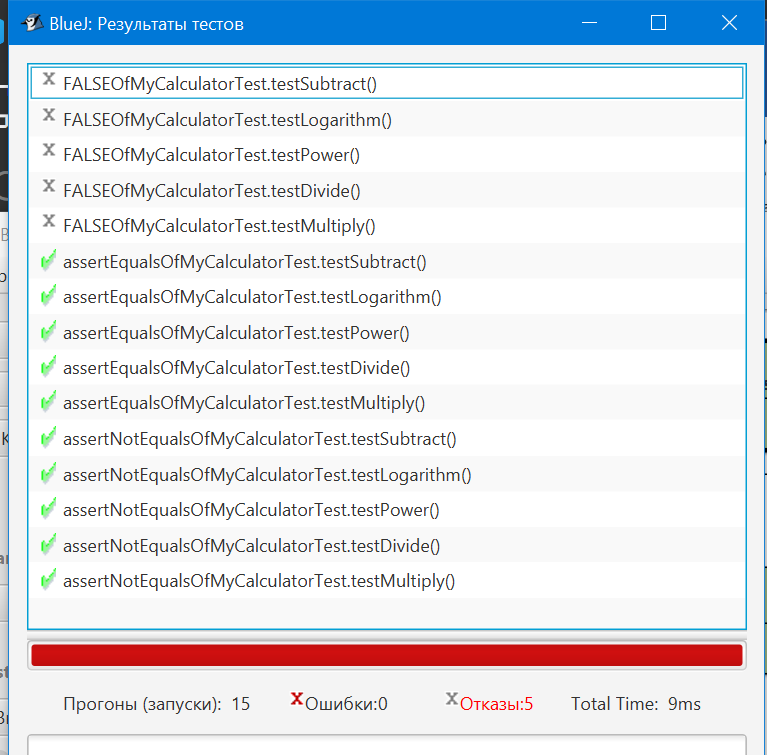 BlueJ: Результаты тестов
FALSEOfMyCalculatorTest.testSubtract()
FALSEOfMyCalculatorTest.testLogarithm()
FALSEOfMyCalculatorTest.testPower()
FALSEOfMyCalculatorTest.testDivide()
FALSEOfMyCalculatorTest.testMultiply()
assertEqualsOfMyCalculatorTest.testSubtract()
assertEqualsOfMyCalculatorTest.testLogarithm()
assertEqualsOfMyCalculatorTest.testPower()
assertEqualsOfMyCalculatorTest.testDivide()
assertEqualsOfMyCalculatorTest.testMultiply()
assertNotEqualsOfMyCalculatorTest.testSubtract()
assertNotEqualsOfMyCalculatorTest.testLogarithm()
assertNotEqualsOfMyCalculatorTest.testPower()
assertNotEqualsOfMyCalculatorTest.testDivide()
assertNotEqualsOfMyCalculatorTest.testMultiply()
Прогоны (запуски): 15 Ошибки:0 Отказы:5 Total Time: 9ms